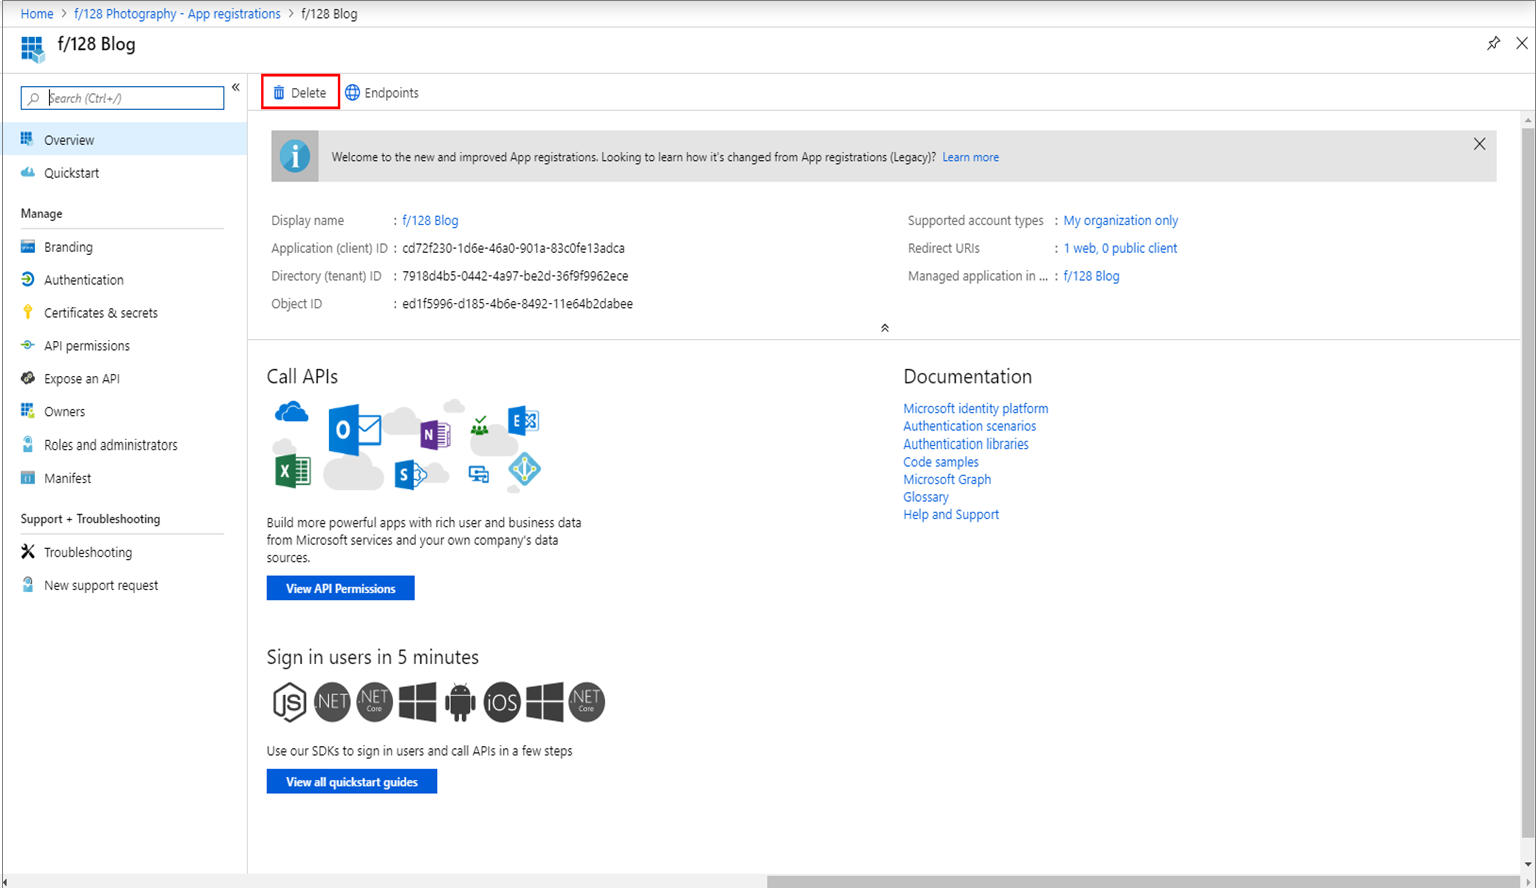 Home > f/128 Photography - App registrations > f/128 Blog
f/128 Blog
Search (Ctrl+/)
«
Overview
Quickstart
Manage
Branding
Authentication
Certificates & secrets
API permissions
Expose an API
Owners
Roles and administrators
Manifest
Support + Troubleshooting
Troubleshooting
New support request
Delete Endpoints
Welcome to the new and improved App registrations. Looking to learn how it's changed from App registrations (Legacy)? Learn more
Display name : f/128 Blog
Application (client) ID : cd72f230-1d6e-46a0-901a-83c0fe13adca
Directory (tenant) ID : 7918d4b5-0442-4a97-be2d-36f9f9962ece
Object ID : ed1f5996-d185-4b6e-8492-11e64b2dabee
Supported account types : My organization only
Redirect URIs : 1 web, 0 public client
Managed application in ... : f/128 Blog
Call APIs
O
N
E
X
S
Build more powerful apps with rich user and business data
from Microsoft services and your own company's data
sources.
View API Permissions
Documentation
Microsoft identity platform
Authentication scenarios
Authentication libraries
Code samples
Microsoft Graph
Glossary
Help and Support
Sign in users in 5 minutes
JS .NET .NET Core iOS .NET Core
Use our SDKs to sign in users and call APIs in a few steps
View all quickstart guides